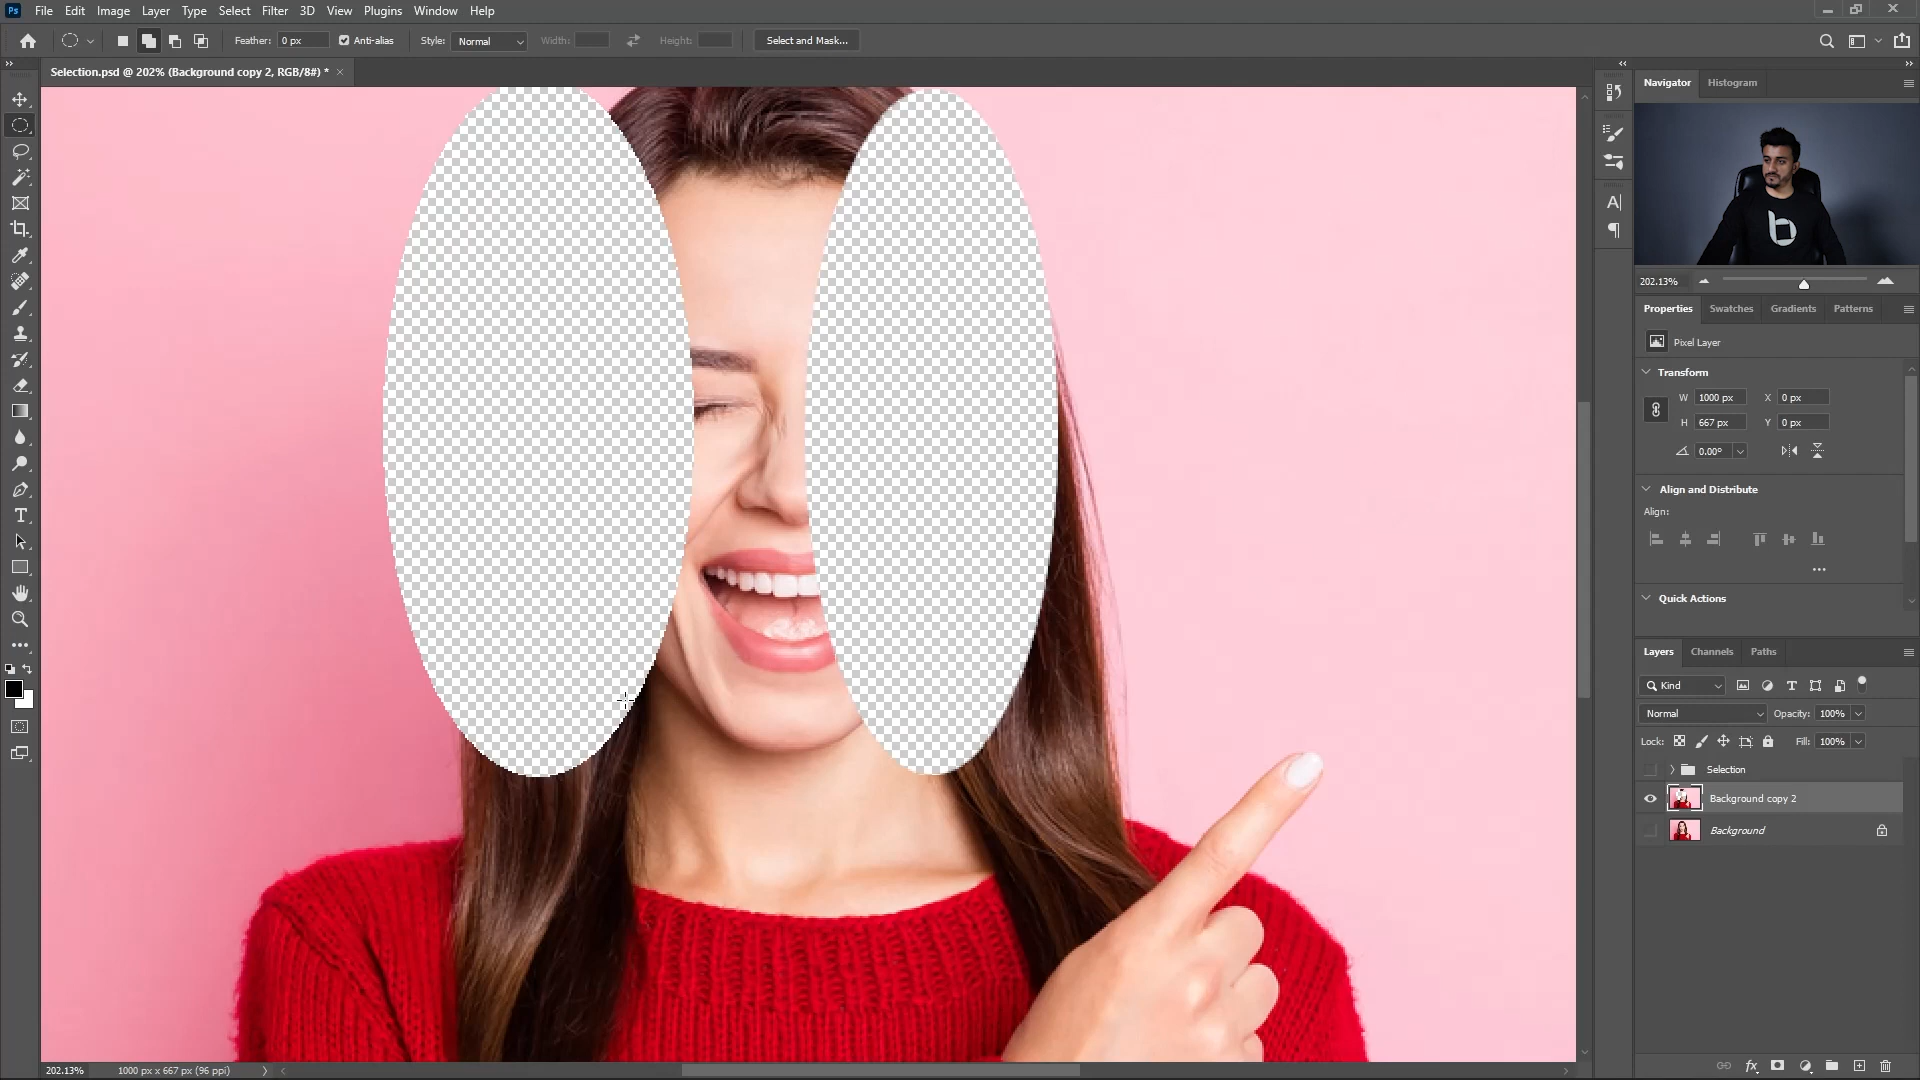 Ps File Edit Image Layer Type Select Filter 3D View Plugins Window Help
Feather: 0 px Anti-alias Style: Normal Width: Height: Select and Mask...
Selection.psd @ 202% (Background copy 2, RGB/8#) * ×
Navigator Histogram
b
202.13%
Properties Swatches Gradients Patterns
Pixel Layer
Transform
W 1000 px X 0 px
H 667 px Y 0 px
0.00°
Align and Distribute
Align:
Quick Actions
Layers Channels Paths
Kind
Normal Opacity: 100%
Lock: Fill: 100%
Selection
Background copy 2
Background
202.13% 1000 px x 667 px (96 ppi)